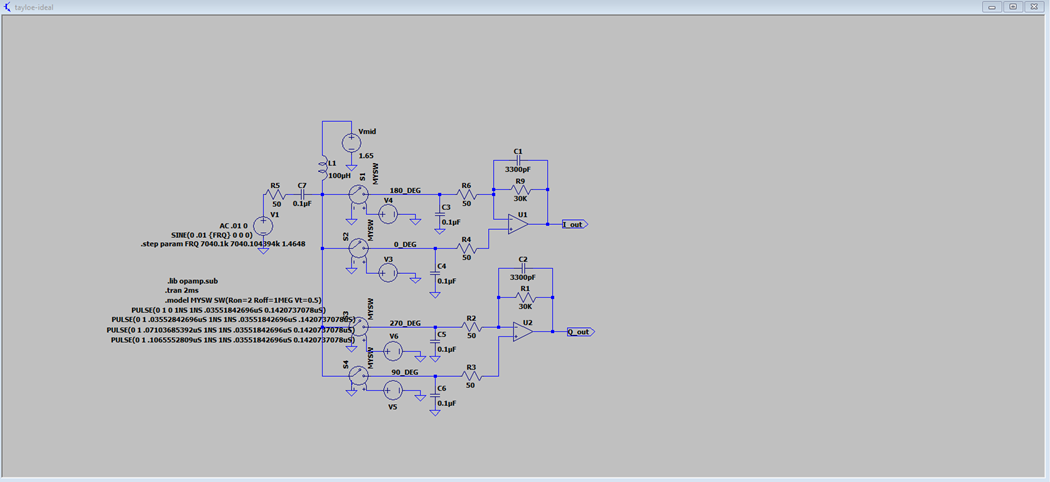 tayloe-ideal
Vmid
1.65
L1
100µH
S1
MYSW
C1
3300pF
R9
30K
R5
50
C7
0.1µF
180_DEG
R6
50
V4
C3
0.1µF
V1
AC .01 0
SINE(0 .01 {FRQ} 0 0 0)
.step param FRQ 7040.1k 7040.104394k 1.4648
U1
I_out
S2
MYSW
0_DEG
R4
50
V3
C4
0.1µF
C2
3300pF
R1
30K
.lib opamp.sub
.tran 2ms
.model MYSW SW(Ron=2 Roff=1MEG Vt=0.5)
PULSE(0 1 0 1NS 1NS .03551842696uS 0.1420737078uS)
PULSE(0 1 .03552842696uS 1NS 1NS .03551842696uS .1420737078uS)
PULSE(0 1 .07103685392uS 1NS 1NS .03551842696uS 0.1420737078uS)
PULSE(0 1 .1065552809uS 1NS 1NS .03551842696uS 0.1420737078uS)
MYSW
270_DEG
R2
50
V6
C5
0.1µF
U2
Q_out
S4
MYSW
90_DEG
R3
50
V5
C6
0.1µF